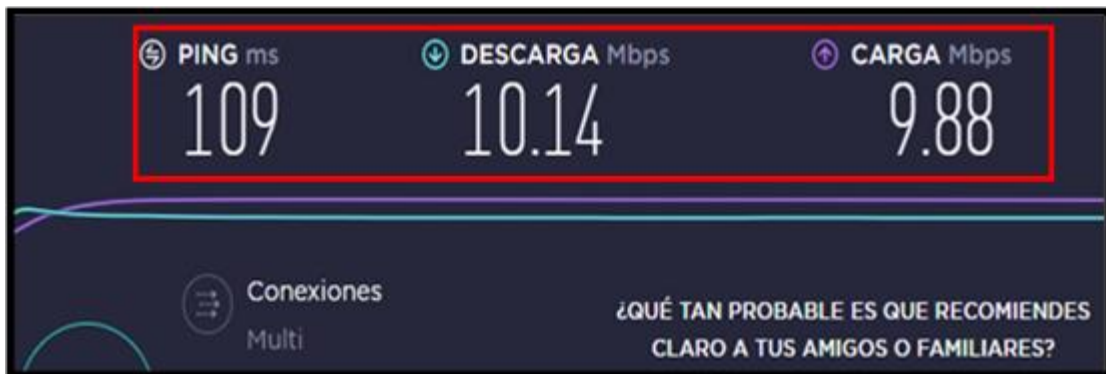 PING ms DESCARGA Mbps CARGA Mbps
109 10.14 9.88
Conexiones
Multi
¿QUÉ TAN PROBABLE ES QUE RECOMIENDES
CLARO A TUS AMIGOS O FAMILIARES?